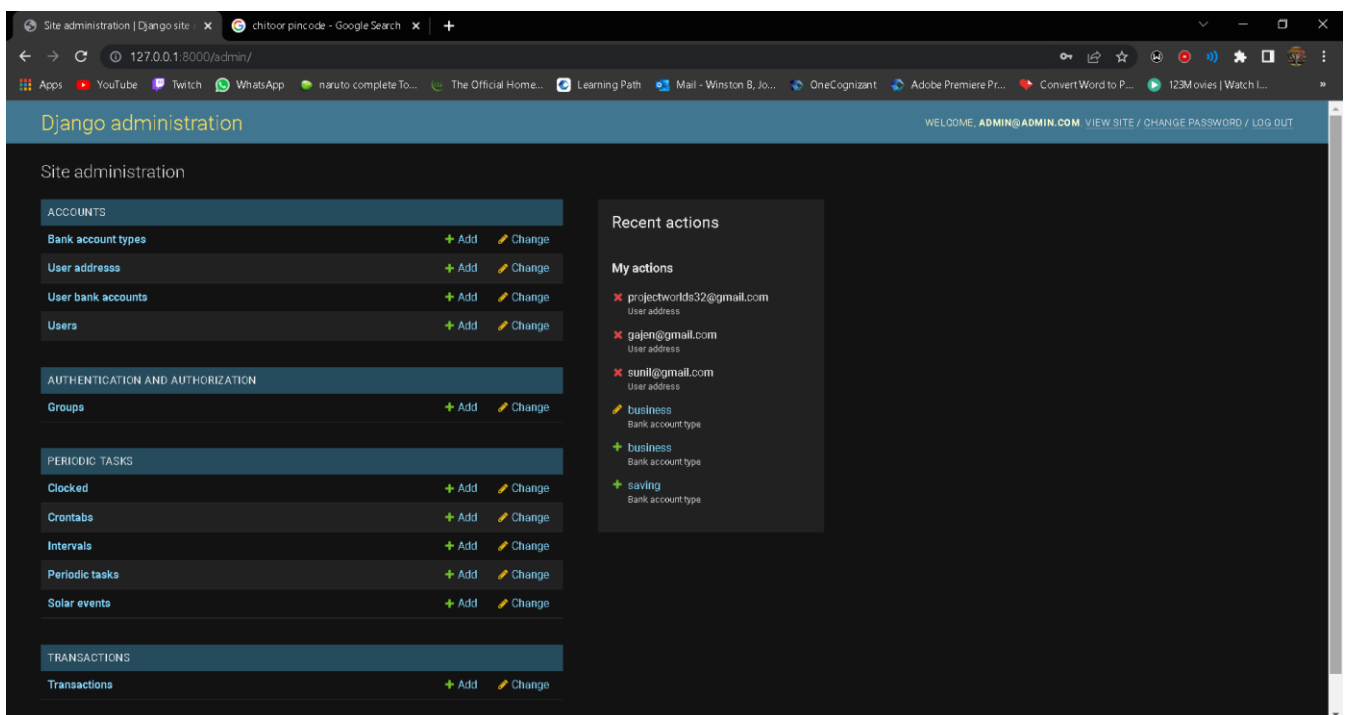 Site administration | Django site a
chitoor pincode - Google Search
127.0.0.1:8000/admin/
Apps YouTube Twitch WhatsApp naruto complete To... The Official Home... Learning Path Mail - Winston B, Jo... OneCognizant Adobe Premiere Pr... Convert Word to P... 123Movies | Watch I... »
Django administration
WELCOME, ADMIN@ADMIN.COM. VIEW SITE / CHANGE PASSWORD / LOG OUT
Site administration
ACCOUNTS
Bank account types + Add Change
User addresss + Add Change
User bank accounts + Add Change
Users + Add Change
AUTHENTICATION AND AUTHORIZATION
Groups + Add Change
PERIODIC TASKS
Clocked + Add Change
Crontabs + Add Change
Intervals + Add Change
Periodic tasks + Add Change
Solar events + Add Change
TRANSACTIONS
Transactions + Add Change
Recent actions
My actions
projectworlds32@gmail.com
User address
gajen@gmail.com
User address
sunil@gmail.com
User address
business
Bank account type
business
Bank account type
saving
Bank account type